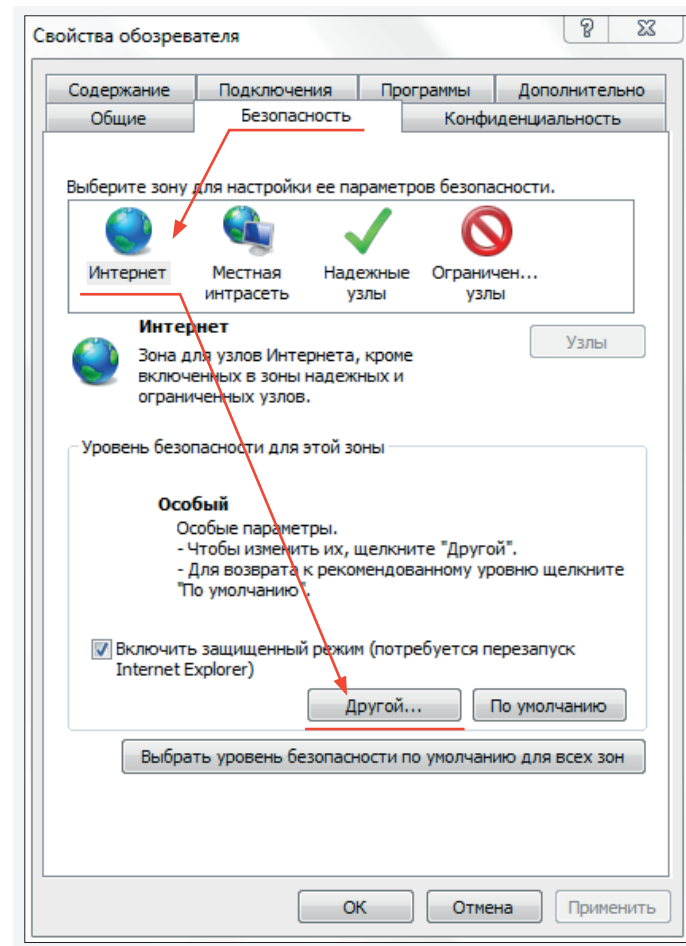 Свойства обозревателя
Содержание Подключения Программы Дополнительно
Общие Безопасность Конфиденциальность
Выберите зону для настройки ее параметров безопасности.
Интернет Местная интрасеть Надежные узлы Ограничен... узлы
Интернет
Узлы
Зона для узлов Интернета, кроме
включенных в зоны надежных и
ограниченных узлов.
Уровень безопасности для этой зоны
Особый
Особые параметры.
- Чтобы изменить их, щелкните "Другой".
- Для возврата к рекомендованному уровню щелкните
"По умолчанию".
Включить защищенный режим (потребуется перезапуск
Internet Explorer)
Другой... По умолчанию
Выбрать уровень безопасности по умолчанию для всех зон
ОК Отмена Применить